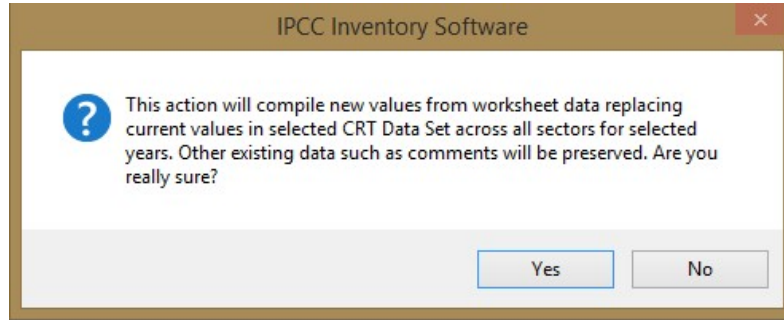 IPCC Inventory Software
This action will compile new values from worksheet data replacing
current values in selected CRT Data Set across all sectors for selected
years. Other existing data such as comments will be preserved. Are you
really sure?
Yes
No